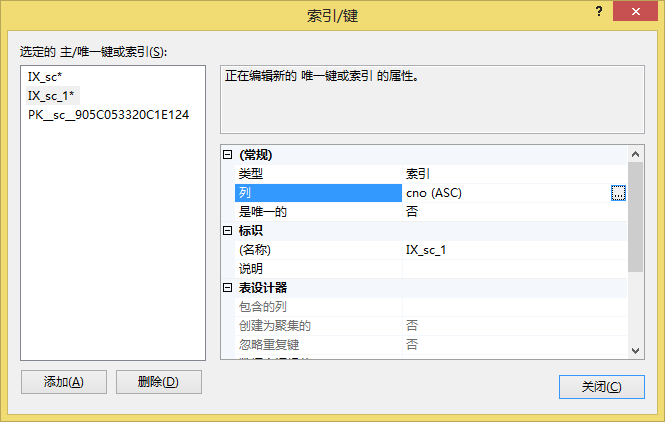 索引/键
?
选定的 主/唯一键或索引(S):
IX_sc*
IX_sc_1*
PK__sc__905C053320C1E124
添加(A)
删除(D)
正在编辑新的 唯一键或索引 的属性。
(常规)
类型 索引
列 cno (ASC) ...
是唯一的 否
标识
(名称) IX_sc_1
说明
表设计器
包含的列
创建为聚集的 否
忽略重复键 否
关闭(C)